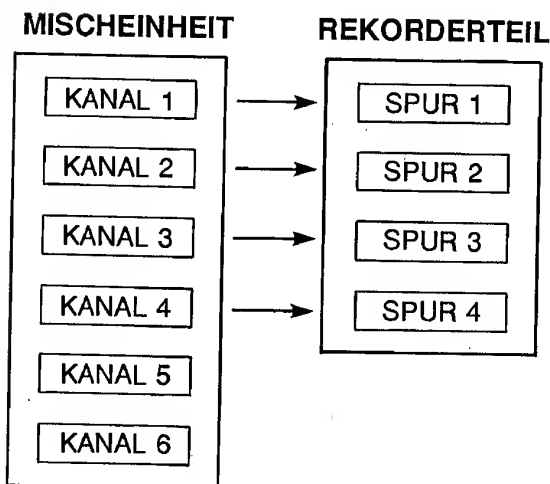 MISCHEINHEIT
KANAL 1
KANAL 2
KANAL 3
KANAL 4
KANAL 5
KANAL 6
REKORDERTEIL
SPUR 1
SPUR 2
SPUR 3
SPUR 4